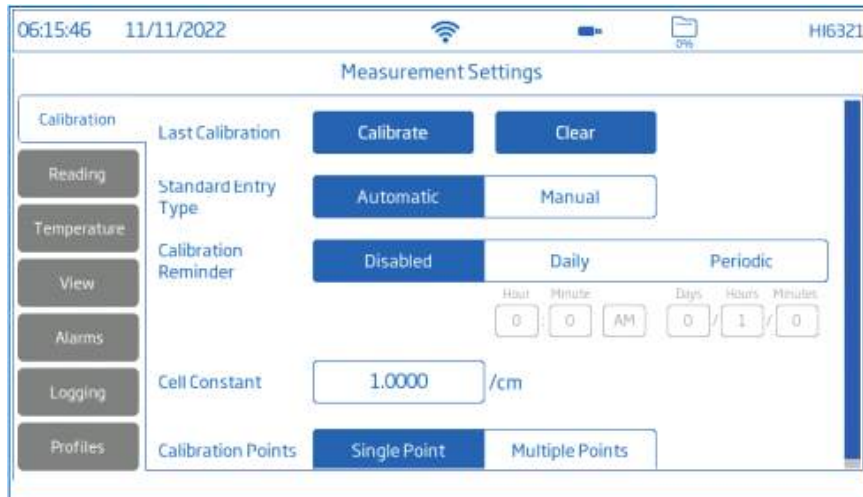 06:15:46 11/11/2022 0% HI6321
Measurement Settings
Calibration
Last Calibration Calibrate Clear
Reading
Standard Entry
Type
Automatic Manual
Temperature
Calibration
Reminder
Disabled Daily Periodic
View
Hour Minute Days Hours Minutes
0 : 0 AM 0 / 1 / 0
Alarms
Cell Constant 1.0000 /cm
Logging
Profiles
Calibration Points Single Point Multiple Points